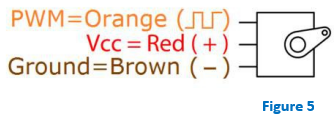 PWM=Orange (⎍⎍)
Vcc = Red (+)
Ground=Brown (−)
Figure 5